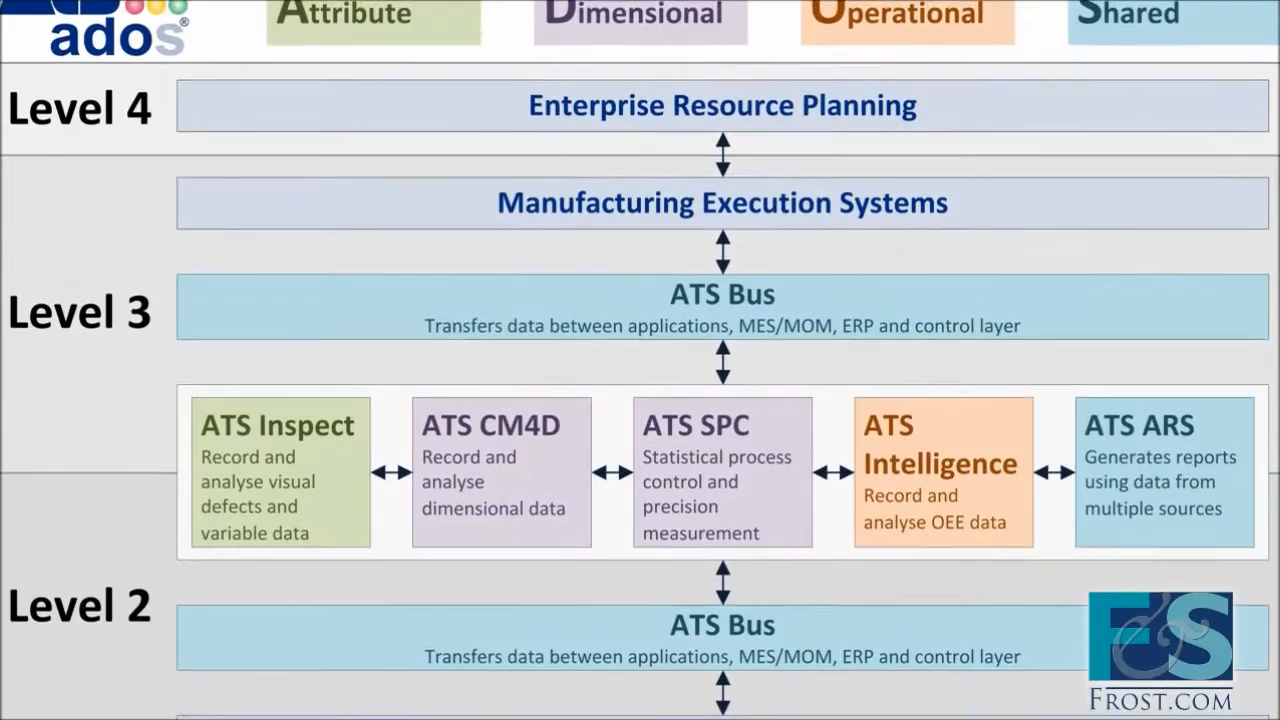 Attribute
Dimensional
Operational
Shared
ados®
Level 4
Enterprise Resource Planning
Manufacturing Execution Systems
Level 3
ATS Bus
Transfers data between applications, MES/MOM, ERP and control layer
ATS Inspect
Record and
analyse visual
defects and
variable data
ATS CM4D
Record and
analyse
dimensional data
ATS SPC
Statistical process
control and
precision
measurement
ATS
Intelligence
Record and
analyse OEE data
ATS ARS
Generates reports
using data from
multiple sources
Level 2
ATS Bus
Transfers data between applications, MES/MOM, ERP and control layer
F&S
FROST.COM